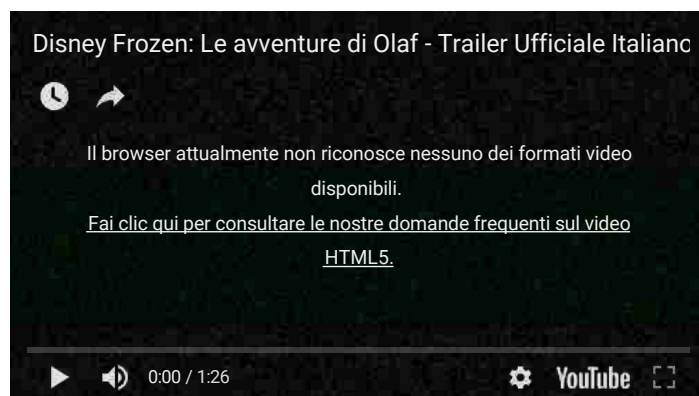 Disney Frozen: Le avventure di Olaf - Trailer Ufficiale Italiano
Il browser attualmente non riconosce nessuno dei formati video
disponibili.
Fai clic qui per consultare le nostre domande frequenti sul video
HTML5.
0:00 / 1:26
YouTube